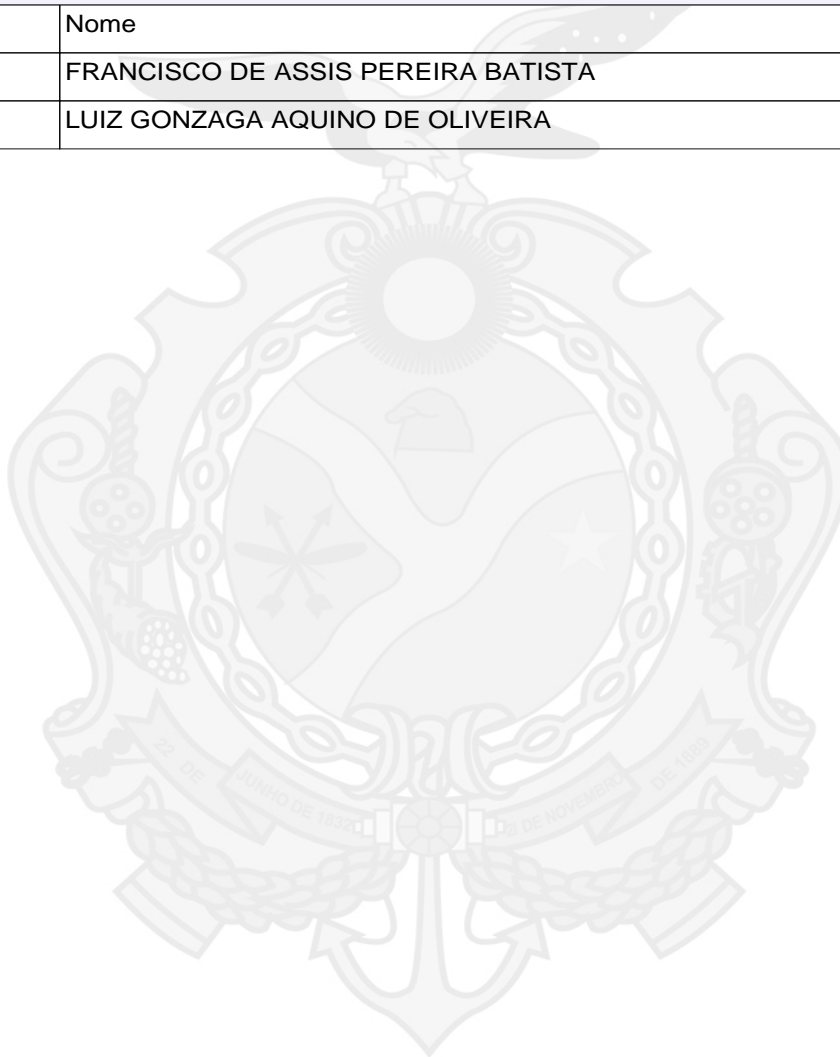 Nome
FRANCISCO DE ASSIS PEREIRA BATISTA
LUIZ GONZAGA AQUINO DE OLIVEIRA
22 DE
JUNHO DE 1832
DE NOVEMBRO
DE 1889